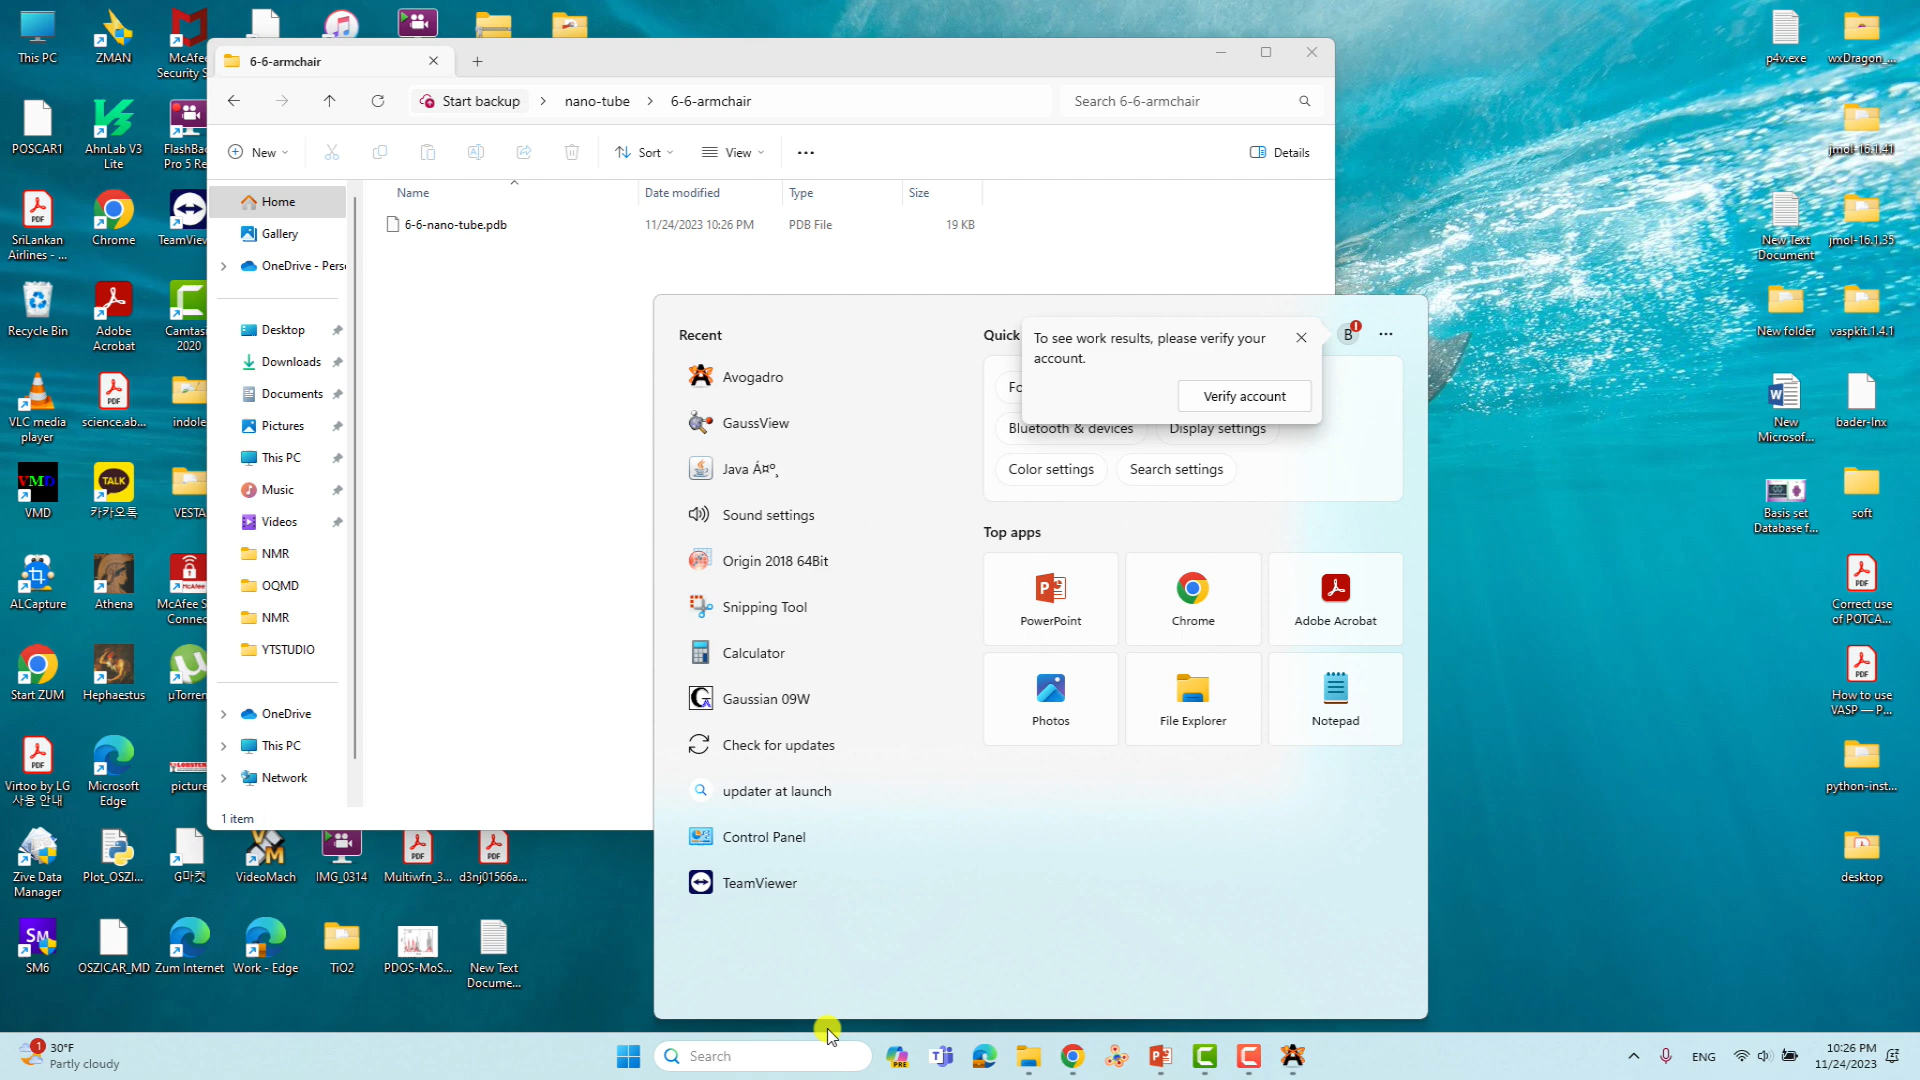 This PC
ZMAN
McAfee
Security S
p4v.exe
wxDragon_...
6-6-armchair
Start backup
nano-tube
6-6-armchair
Search 6-6-armchair
New
Sort
View
Details
POSCAR1
AhnLab V3
Lite
FlashBa
Pro 5 Re
jmol-16.1.41
Name
Date modified
Type
Size
6-6-nano-tube.pdb
11/24/2023 10:26 PM
PDB File
19 KB
Home
Gallery
OneDrive - Pers
Desktop
Downloads
Documents
Pictures
This PC
Music
Videos
NMR
OQMD
NMR
YTSTUDIO
OneDrive
This PC
Network
1 item
SriLankan
Airlines - ...
Chrome
TeamView
New Text
Document
jmol-16.1.35
Recycle Bin
Adobe
Acrobat
Camtas
2020
New folder
vaspkit.1.4.1
VLC media
player
science.ab...
indole
New
Microsof...
bader-lnx
VMD
VMD
TALK
카카오톡
VESTA
Basis set
Database f...
soft
ALCapture
Athena
McAfee S
Connec
Correct use
of POTCA...
Start ZUM
Hephaestus
µTorren
How to use
VASP — P...
Virtoo by LG
사용 안내
Microsoft
Edge
picture
python-inst...
Zive Data
Manager
Plot_OSZI...
G마켓
VideoMach
IMG_0314
Multiwfn_3...
d3nj01566a...
desktop
SM
SM6
OSZICAR_MD
Zum Internet
Work - Edge
TiO2
PDOS-MoS...
New Text
Docume...
Recent
Avogadro
GaussView
Java Á¤º¸
Sound settings
Origin 2018 64Bit
Snipping Tool
Calculator
Gaussian 09W
Check for updates
updater at launch
Control Panel
TeamViewer
Quick
To see work results, please verify your
account.
Verify account
B
Fo
Bluetooth & devices
Display settings
Color settings
Search settings
Top apps
PowerPoint
Chrome
Adobe Acrobat
Photos
File Explorer
Notepad
1
30°F
Partly cloudy
Search
PRE
ENG
10:26 PM
11/24/2023